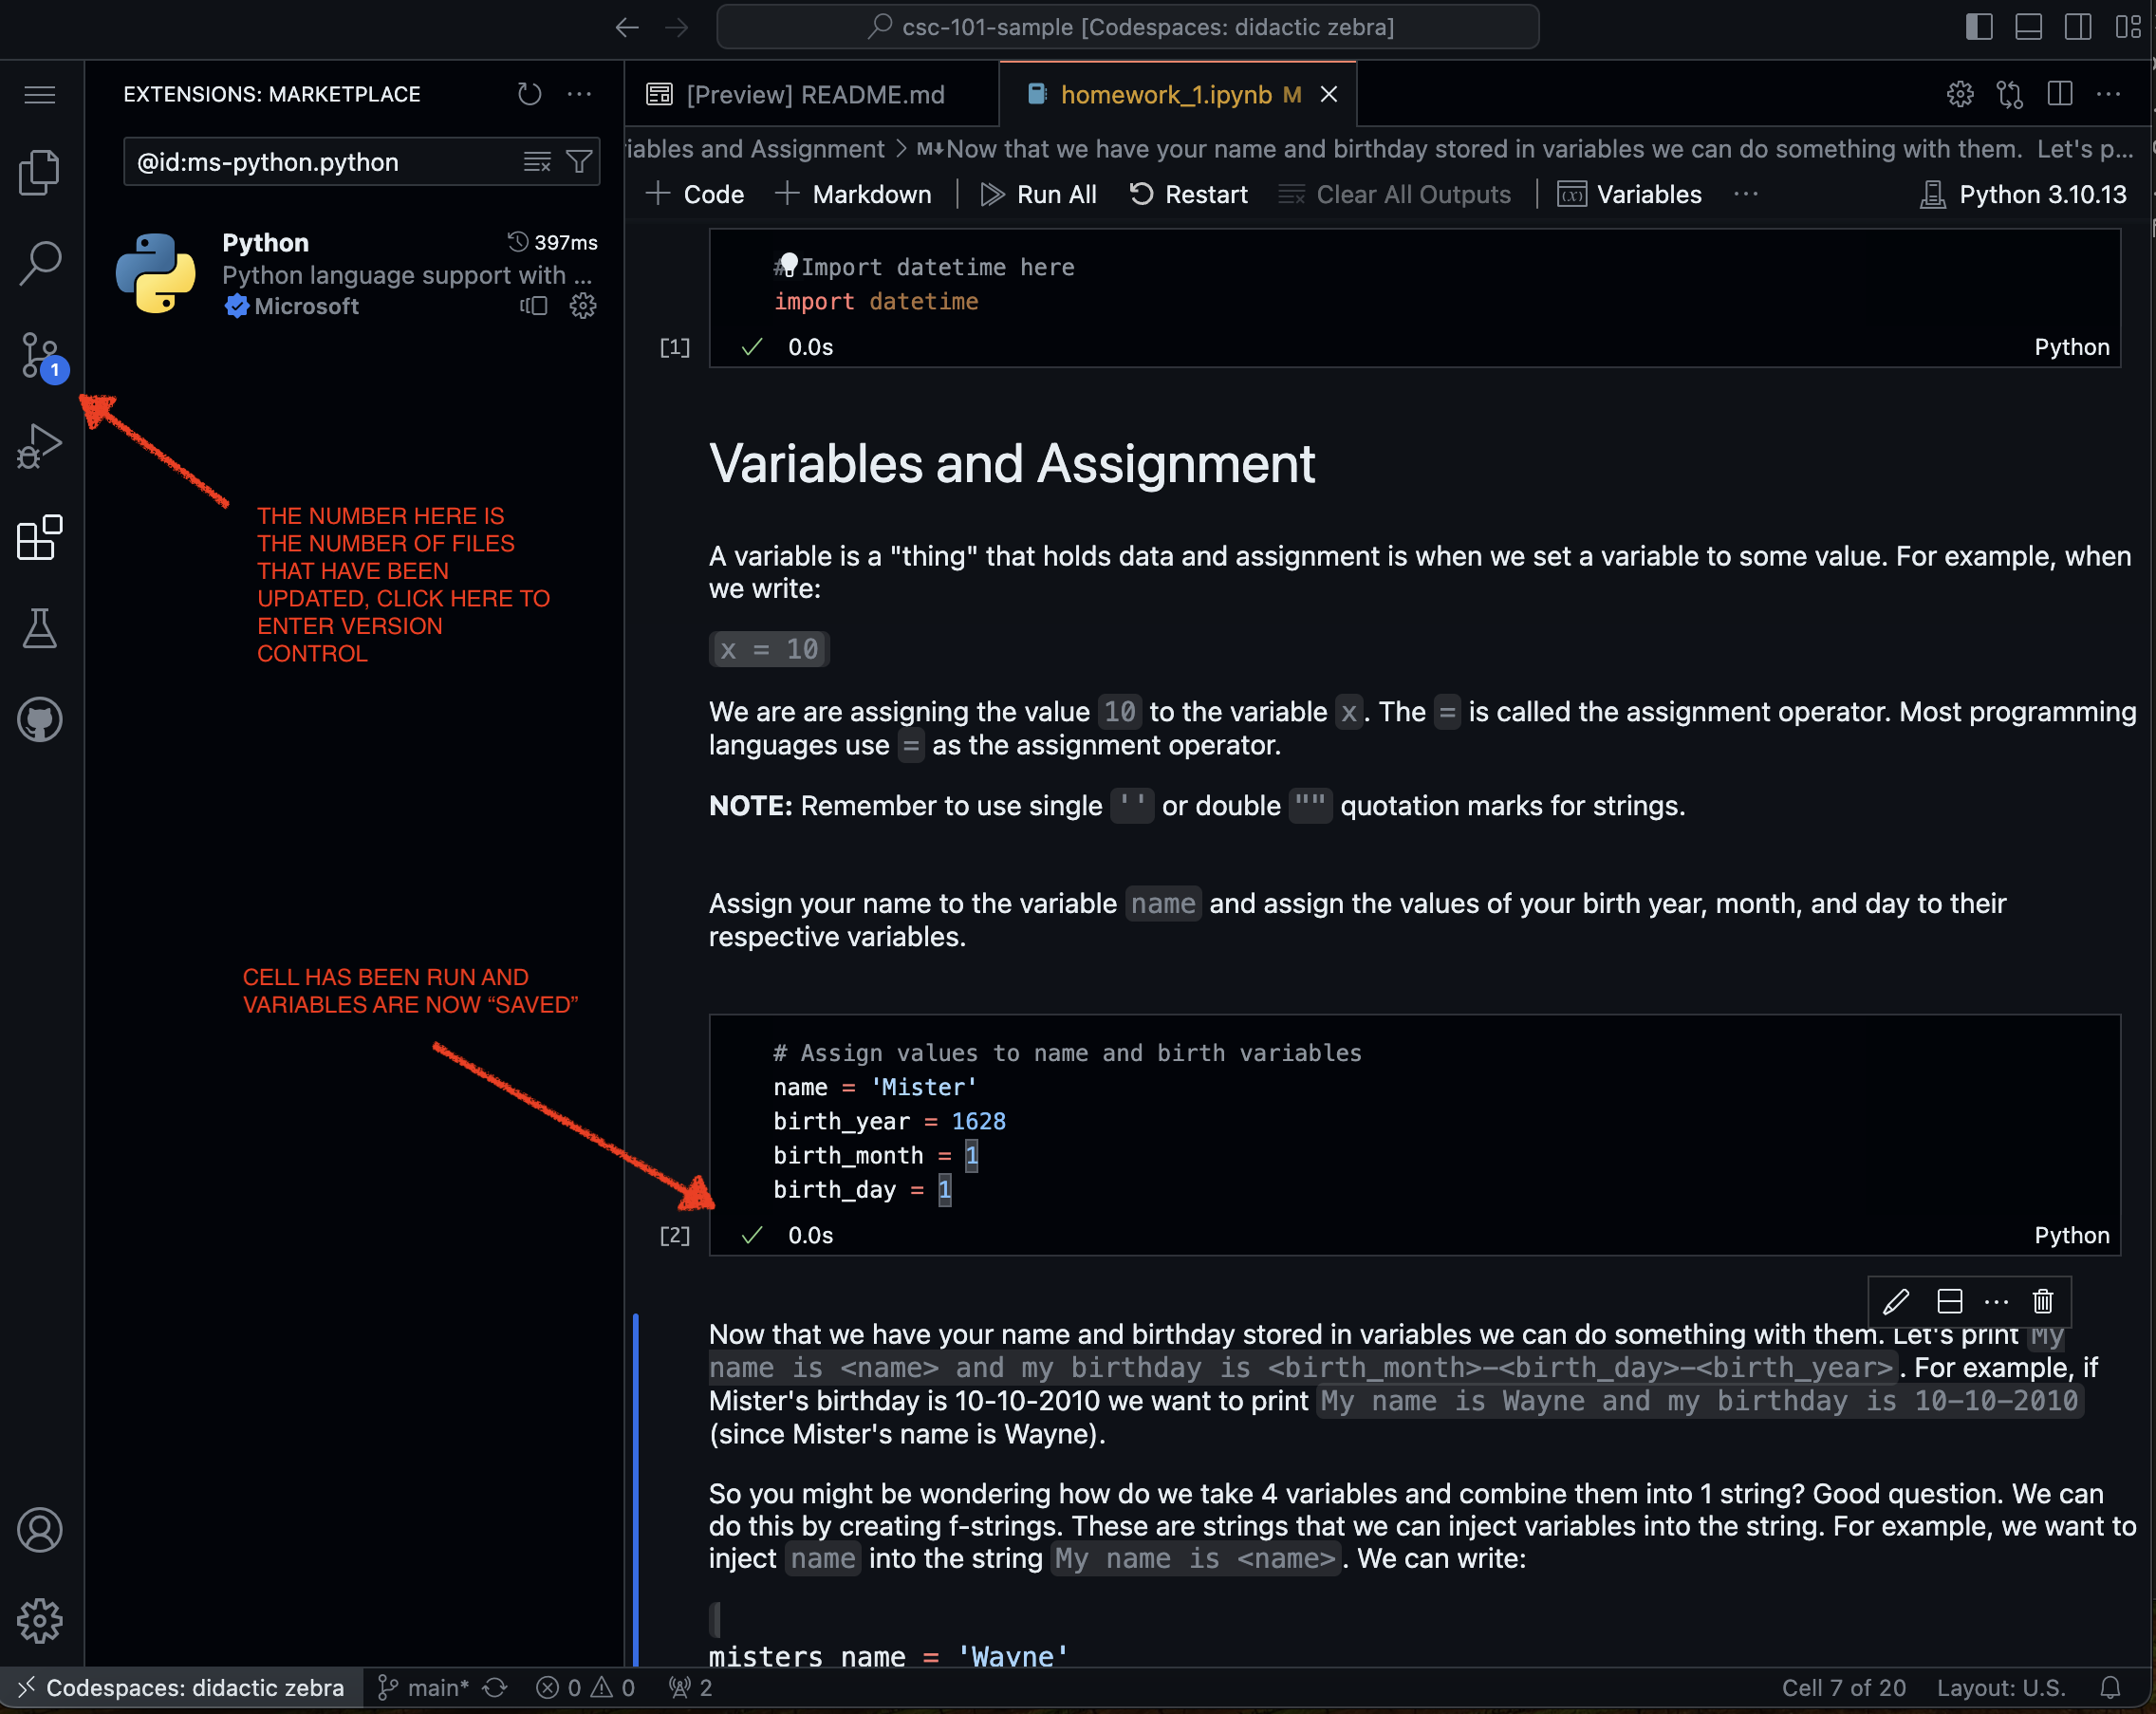 csc-101-sample [Codespaces: didactic zebra]
EXTENSIONS: MARKETPLACE
@id:ms-python.python
Python
397ms
Python language support with ...
Microsoft
1
THE NUMBER HERE IS
THE NUMBER OF FILES
THAT HAVE BEEN
UPDATED, CLICK HERE TO
ENTER VERSION
CONTROL
CELL HAS BEEN RUN AND
VARIABLES ARE NOW “SAVED”
[Preview] README.md
homework_1.ipynb M
iables and Assignment > M↓Now that we have your name and birthday stored in variables we can do something with them. Let's p...
+ Code + Markdown | Run All Restart Clear All Outputs | Variables ... Python 3.10.13
# Import datetime here
import datetime
[1] ✓ 0.0s Python
Variables and Assignment
A variable is a "thing" that holds data and assignment is when we set a variable to some value. For example, when
we write:
x = 10
We are are assigning the value 10 to the variable x. The = is called the assignment operator. Most programming
languages use = as the assignment operator.
NOTE: Remember to use single '' or double "" quotation marks for strings.
Assign your name to the variable name and assign the values of your birth year, month, and day to their
respective variables.
# Assign values to name and birth variables
name = 'Mister'
birth_year = 1628
birth_month = 1
birth_day = 1
[2] ✓ 0.0s Python
Now that we have your name and birthday stored in variables we can do something with them. Let's print My
name is <name> and my birthday is <birth_month>-<birth_day>-<birth_year>. For example, if
Mister's birthday is 10-10-2010 we want to print My name is Wayne and my birthday is 10-10-2010
(since Mister's name is Wayne).
So you might be wondering how do we take 4 variables and combine them into 1 string? Good question. We can
do this by creating f-strings. These are strings that we can inject variables into the string. For example, we want to
inject name into the string My name is <name>. We can write:
misters_name = 'Wayne'
Codespaces: didactic zebra main* 0 0 2 Cell 7 of 20 Layout: U.S.